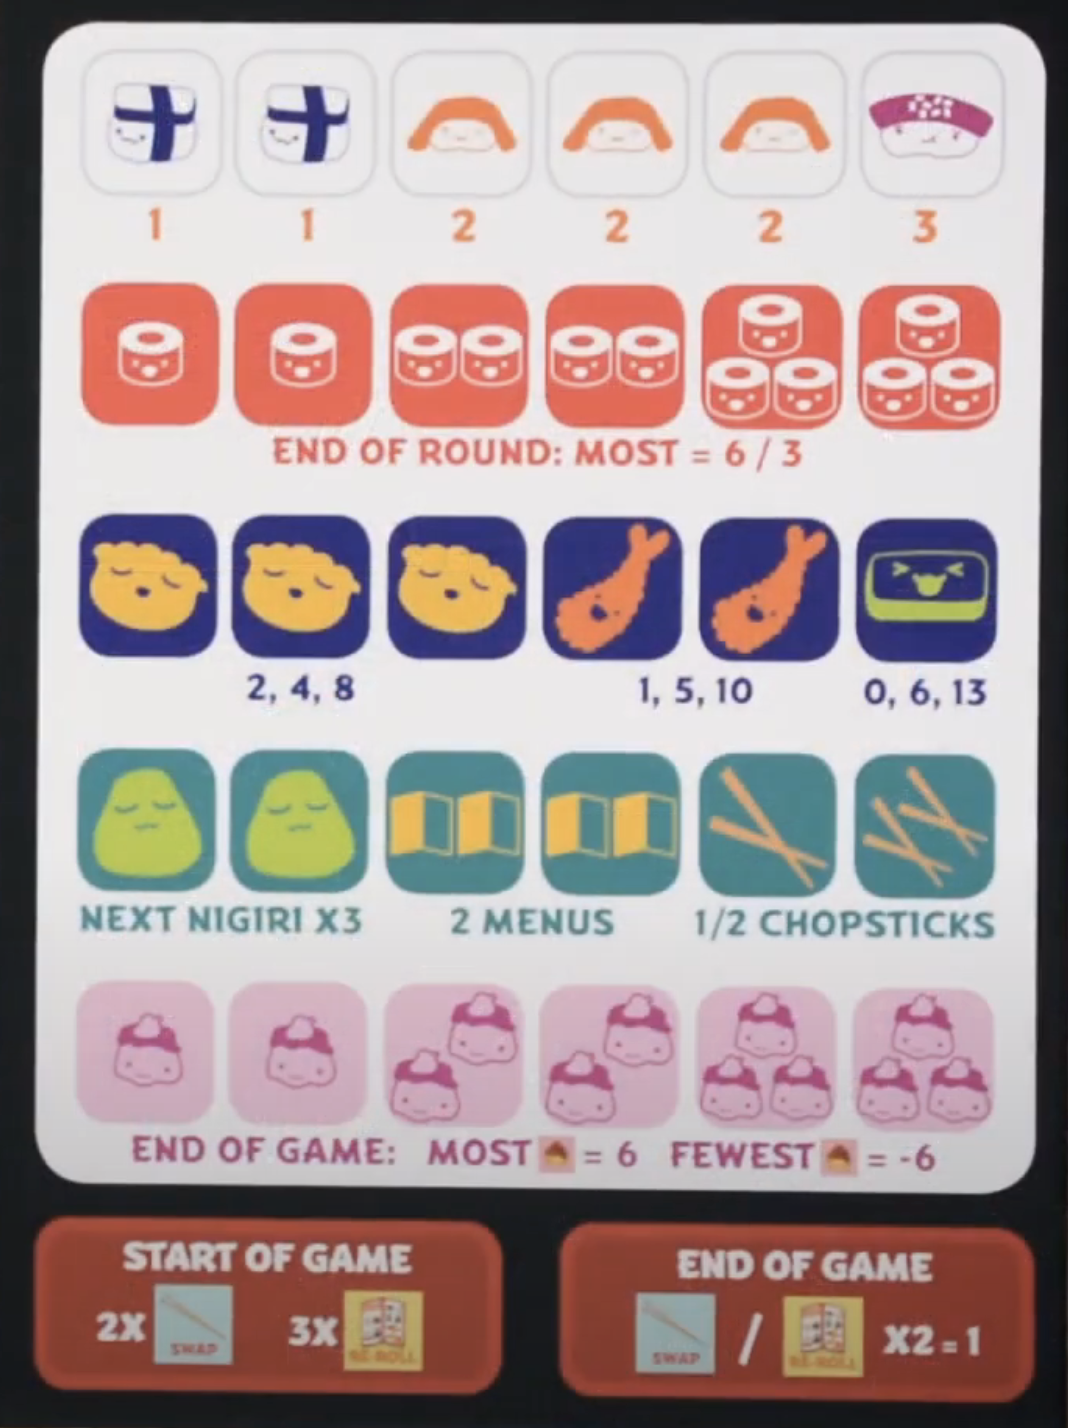 1 1 2 2 2 3
END OF ROUND: MOST = 6 / 3
2, 4, 8 1, 5, 10 0, 6, 13
NEXT NIGIRI X3 2 MENUS 1/2 CHOPSTICKS
END OF GAME: MOST = 6 FEWEST = -6
START OF GAME
2X SWAP 3X RE-ROLL
END OF GAME
SWAP / RE-ROLL X2 = 1